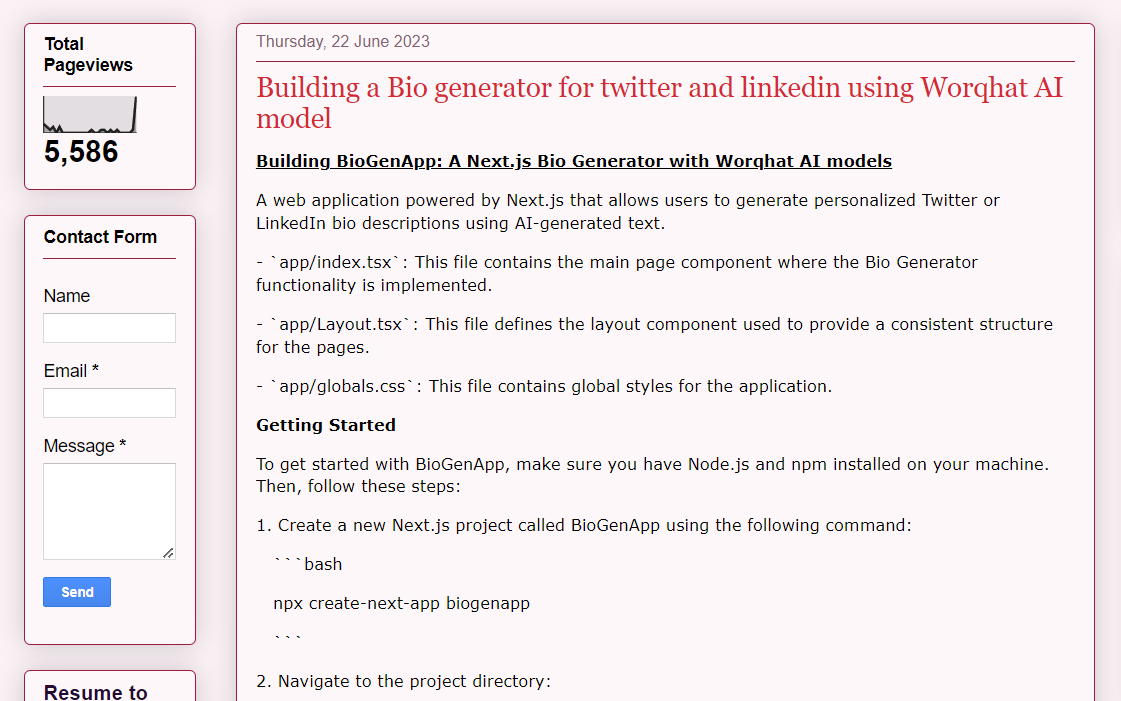 Total
Pageviews
5,586
Contact Form
Name
Email *
Message *
Send
Resume to
Thursday, 22 June 2023
Building a Bio generator for twitter and linkedin using Worqhat AI
model
Building BioGenApp: A Next.js Bio Generator with Worqhat AI models
A web application powered by Next.js that allows users to generate personalized Twitter or
LinkedIn bio descriptions using AI-generated text.
- `app/index.tsx`: This file contains the main page component where the Bio Generator
functionality is implemented.
- `app/Layout.tsx`: This file defines the layout component used to provide a consistent structure
for the pages.
- `app/globals.css`: This file contains global styles for the application.
Getting Started
To get started with BioGenApp, make sure you have Node.js and npm installed on your machine.
Then, follow these steps:
1. Create a new Next.js project called BioGenApp using the following command:
```bash
npx create-next-app biogenapp
```
2. Navigate to the project directory: